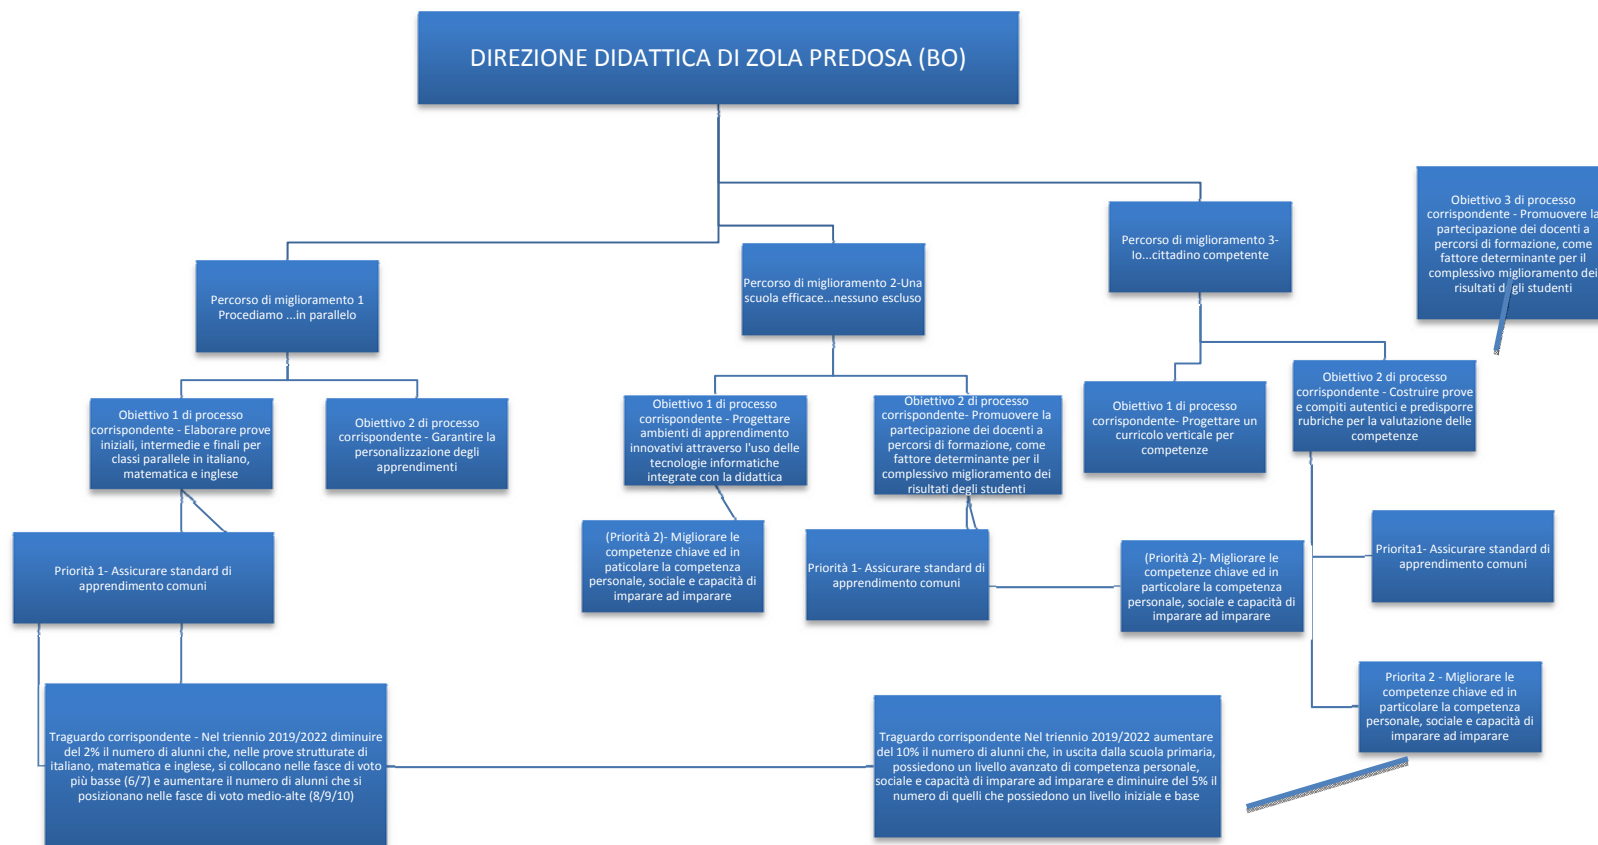 DIREZIONE DIDATTICA DI ZOLA PREDOSA (BO)
Percorso di miglioramento 1
Procediamo ...in parallelo
Percorso di miglioramento 2-Una
scuola efficace...nessuno escluso
Percorso di miglioramento 3-
Io...cittadino competente
Obiettivo 3 di processo
corrispondente - Promuovere la
partecipazione dei docenti a
percorsi di formazione, come
fattore determinante per il
complessivo miglioramento dei
risultati degli studenti
Obiettivo 1 di processo
corrispondente - Elaborare prove
iniziali, intermedie e finali per
classi parallele in italiano,
matematica e inglese
Obiettivo 2 di processo
corrispondente - Garantire la
personalizzazione degli
apprendimenti
Obiettivo 1 di processo
corrispondente - Progettare
ambienti di apprendimento
innovativi attraverso l'uso delle
tecnologie informatiche
integrate con la didattica
Obiettivo 2 di processo
corrispondente- Promuovere la
partecipazione dei docenti a
percorsi di formazione, come
fattore determinante per il
complessivo miglioramento dei
risultati degli studenti
Obiettivo 1 di processo
corrispondente- Progettare un
curricolo verticale per
competenze
Obiettivo 2 di processo
corrispondente - Costruire prove
e compiti autentici e predisporre
rubriche per la valutazione delle
competenze
Priorità 1- Assicurare standard di
apprendimento comuni
(Priorità 2)- Migliorare le
competenze chiave ed in
paticolare la competenza
personale, sociale e capacità di
imparare ad imparare
Priorità 1- Assicurare standard di
apprendimento comuni
(Priorità 2)- Migliorare le
competenze chiave ed in
particolare la competenza
personale, sociale e capacità di
imparare ad imparare
Priorità1- Assicurare standard di
apprendimento comuni
Priorita 2 - Migliorare le
competenze chiave ed in
particolare la competenza
personale, sociale e capacità di
imparare ad imparare
Traguardo corrispondente - Nel triennio 2019/2022 diminuire
del 2% il numero di alunni che, nelle prove strutturate di
italiano, matematica e inglese, si collocano nelle fasce di voto
più basse (6/7) e aumentare il numero di alunni che si
posizionano nelle fasce di voto medio-alte (8/9/10)
Traguardo corrispondente Nel triennio 2019/2022 aumentare
del 10% il numero di alunni che, in uscita dalla scuola primaria,
possiedono un livello avanzato di competenza personale,
sociale e capacità di imparare ad imparare e diminuire del 5% il
numero di quelli che possiedono un livello iniziale e base